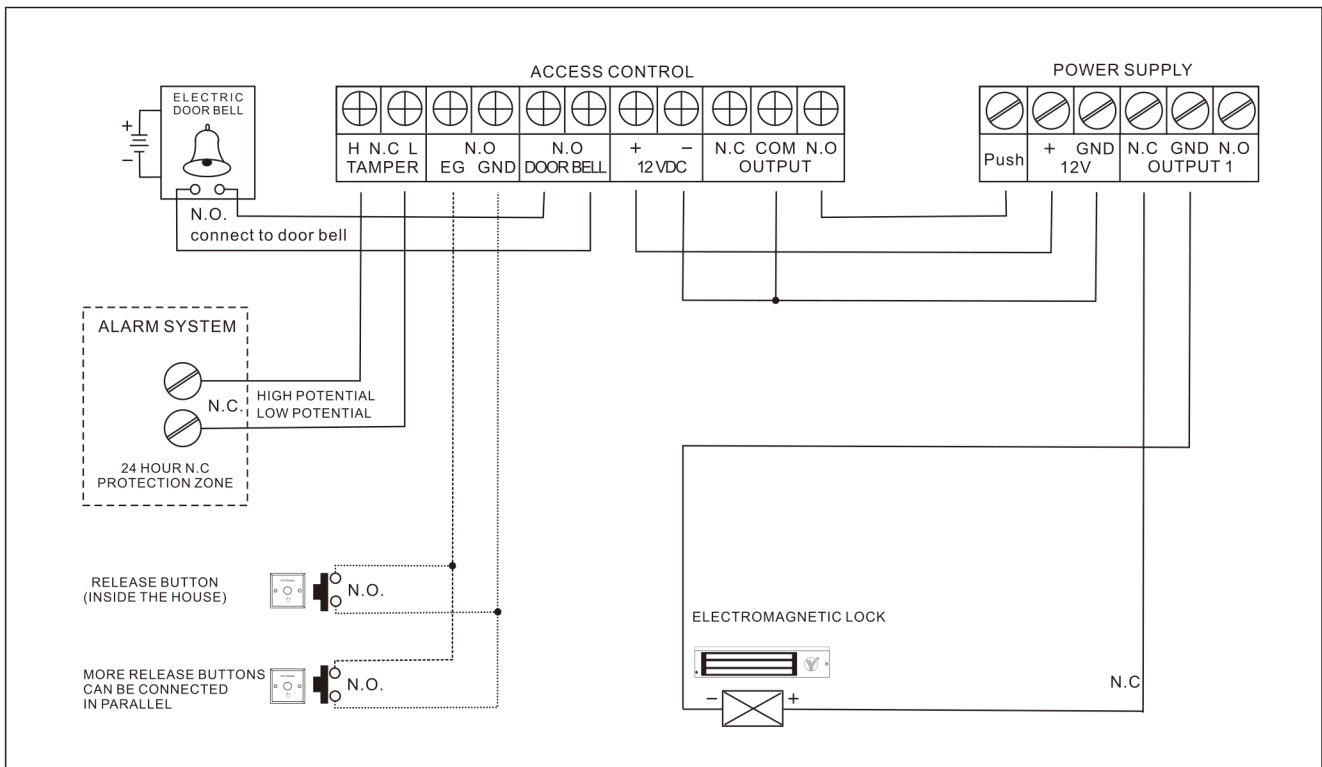 ACCESS CONTROL
POWER SUPPLY
ELECTRIC
DOOR BELL
+
−
H N.C L
TAMPER
N.O
EG GND
N.O
DOOR BELL
+ −
12 VDC
N.C COM N.O
OUTPUT
Push
+ GND
12V
N.C GND N.O
OUTPUT 1
N.O.
connect to door bell
ALARM SYSTEM
N.C.
HIGH POTENTIAL
LOW POTENTIAL
24 HOUR N.C
PROTECTION ZONE
RELEASE BUTTON
(INSIDE THE HOUSE)
N.O.
MORE RELEASE BUTTONS
CAN BE CONNECTED
IN PARALLEL
N.O.
ELECTROMAGNETIC LOCK
− +
N.C